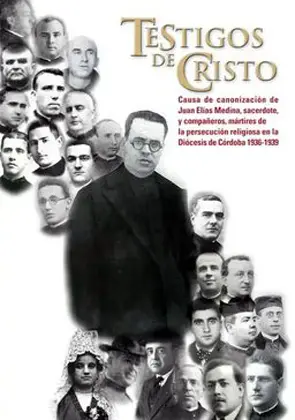 TESTIGOS
DE CRISTO
Causa de canonización de
Juan Elías Medina, sacerdote,
y compañeros, mártires de
la persecución religiosa en la
Diócesis de Córdoba 1936-1939